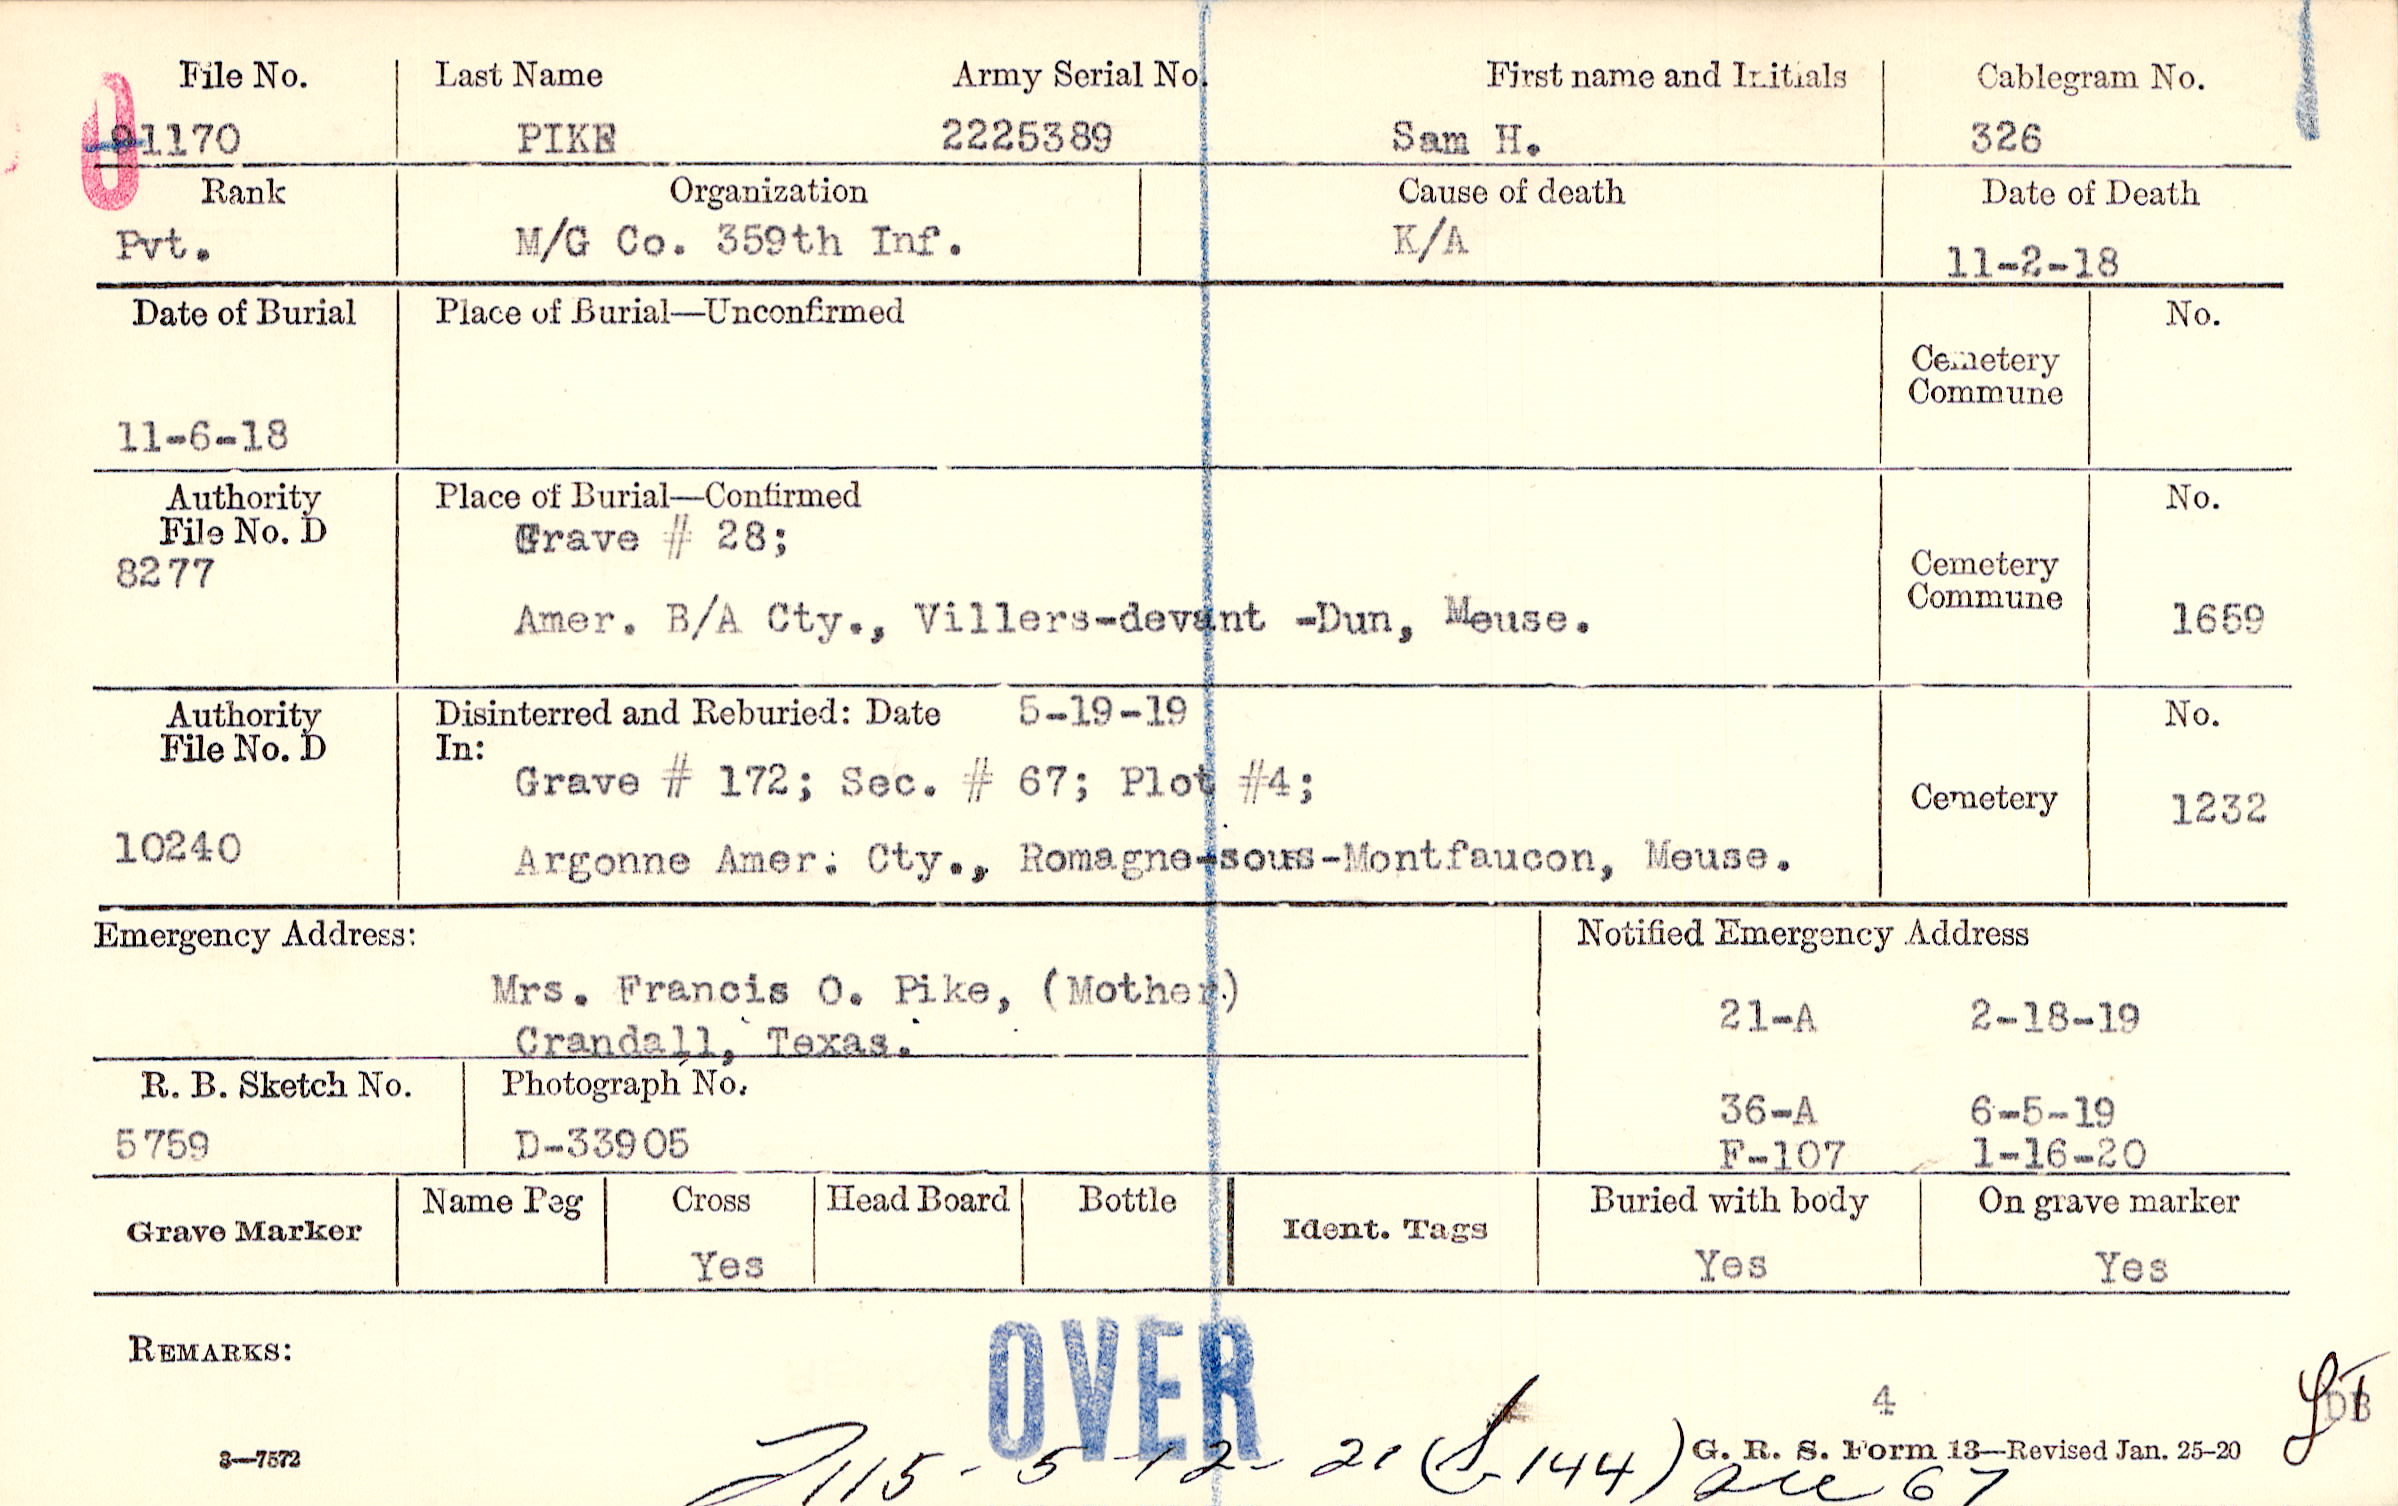 File No. Last Name Army Serial No. First name and Initials Cablegram No.
91170 PIKE 2225389 Sam H. 326
Rank Organization Cause of death Date of Death
Pvt. M/G Co. 359th Inf. K/A 11-2-18
Date of Burial Place of Burial—Unconfirmed No.
Cemetery
Commune
11-6-18
Authority Place of Burial—Confirmed No.
File No. D Grave # 28;
8277 Cemetery
Commune
Amer. B/A Cty., Villers-devant -Dun, Meuse. 1659
Authority Disinterred and Reburied: Date 5-19-19 No.
File No. D In:
Grave # 172; Sec. # 67; Plot #4; Cemetery 1232
10240 Argonne Amer. Cty., Romagne-sous-Montfaucon, Meuse.
Emergency Address: Notified Emergency Address
Mrs. Francis O. Pike, (Mother) 21-A 2-18-19
Crandall, Texas.
R. B. Sketch No. Photograph No. 36-A 6-5-19
5759 D-33905 F-107 1-16-20
Grave Marker Name Peg Cross Head Board Bottle Ident. Tags Buried with body On grave marker
Yes Yes Yes
OVER
REMARKS:
4 DB
3—7572 G. R. S. Form 13—Revised Jan. 25-20
115-5-12-21 144) 67